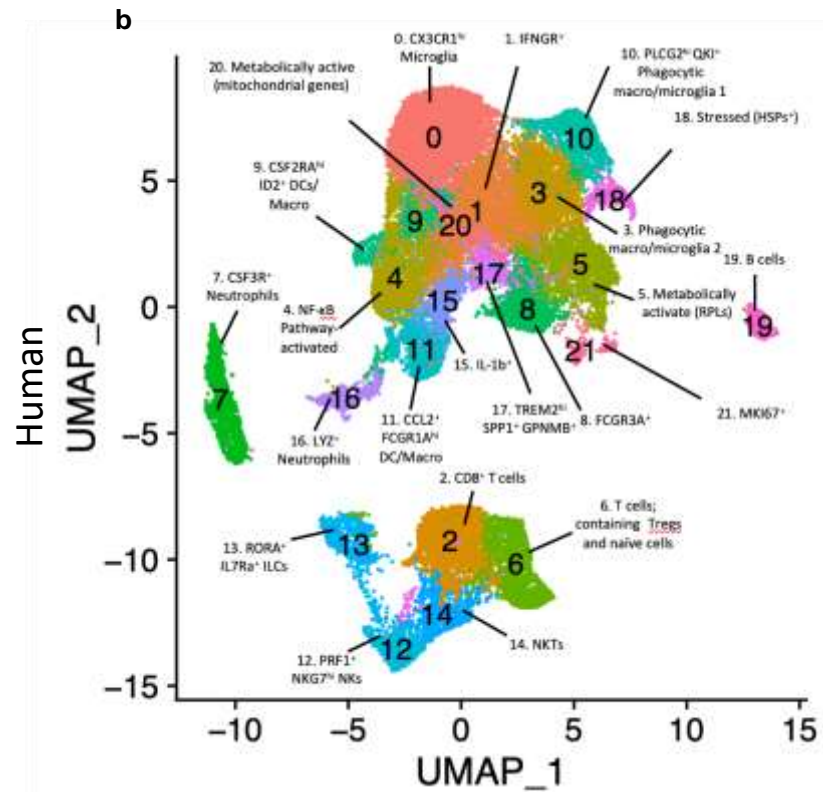 b
0. CX3CR1hi
Microglia
1. IFNGR+
10. PLCG2hi QKI+
Phagocytic
macro/microglia 1
20. Metabolically active
(mitochondrial genes)
18. Stressed (HSPs+)
9. CSF2RAhi
ID2+ DCs/
Macro
3. Phagocytic
macro/microglia 2
19. B cells
7. CSF3R+
Neutrophils
5. Metabolically
activate (RPLs)
4. NF-κB
Pathway-
activated
15. IL-1b+
16. LYZ+
Neutrophils
11. CCL2+
FCGR1Ahi
DC/Macro
17. TREM2hi
SPP1+ GPNMB+
8. FCGR3A+
21. MKI67+
2. CD8+ T cells
6. T cells;
containing Tregs
and naïve cells
13. RORA+
IL7Ra+ ILCs
12. PRF1+
NKG7hi NKs
14. NKTs
0
10
18
3
9
1
20
5
4
17
15
8
19
11
21
7
16
13
2
6
14
12
Human
UMAP_2
5
0
−5
−10
−15
−10 −5 0 5 10 15
UMAP_1